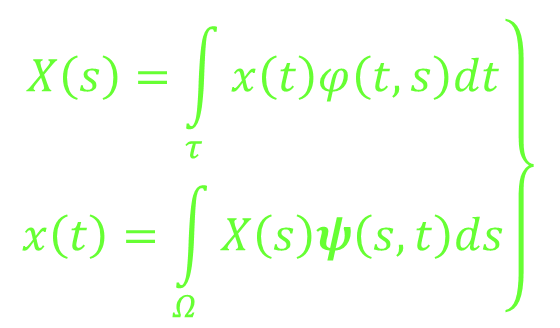 X(s) = ∫_τ x(t)φ(t, s)dt
x(t) = ∫_Ω X(s)𝝍(s, t)ds }